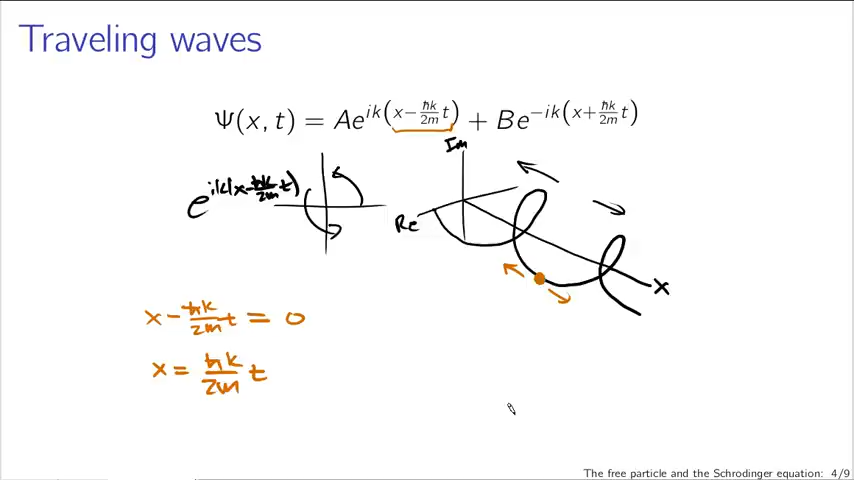 Traveling waves
Ψ(x, t) = Ae^{ik(x − ℏk/2m t)} + Be^{−ik(x + ℏk/2m t)}
Im
e^{ik(x − ℏk/2m t)}
Re
x
x − ℏk/2m t = 0
x = ℏk/2m t
The free particle and the Schrodinger equation: 4/9